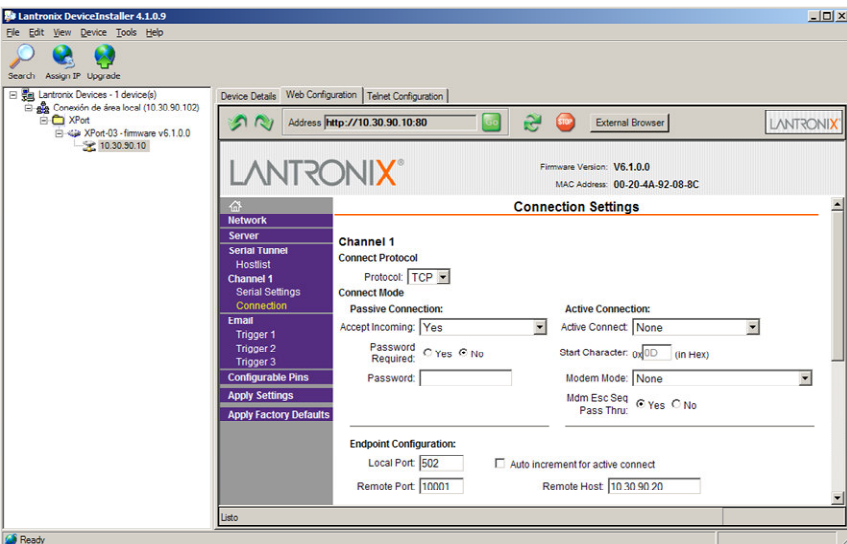 Lantronix DeviceInstaller 4.1.0.9
File Edit View Device Tools Help
Search Assign IP Upgrade
Lantronix Devices - 1 device(s)
Conexión de área local (10.30.90.102)
XPort
XPort-03 - firmware v6.1.0.0
10.30.90.10
Device Details Web Configuration Telnet Configuration
Address http://10.30.90.10:80 Go STOP External Browser LANTRONIX
LANTRONIX®
Firmware Version: V6.1.0.0
MAC Address: 00-20-4A-92-08-8C
Network
Server
Serial Tunnel
Hostlist
Channel 1
Serial Settings
Connection
Email
Trigger 1
Trigger 2
Trigger 3
Configurable Pins
Apply Settings
Apply Factory Defaults
Connection Settings
Channel 1
Connect Protocol
Protocol: TCP
Connect Mode
Passive Connection: Active Connection:
Accept Incoming: Yes Active Connect: None
Password Required: Yes No Start Character: 0x0D (in Hex)
Password: Modem Mode: None
Mdm Esc Seq Pass Thru: Yes No
Endpoint Configuration:
Local Port: 502 Auto increment for active connect
Remote Port: 10001 Remote Host: 10.30.90.20
Listo
Ready